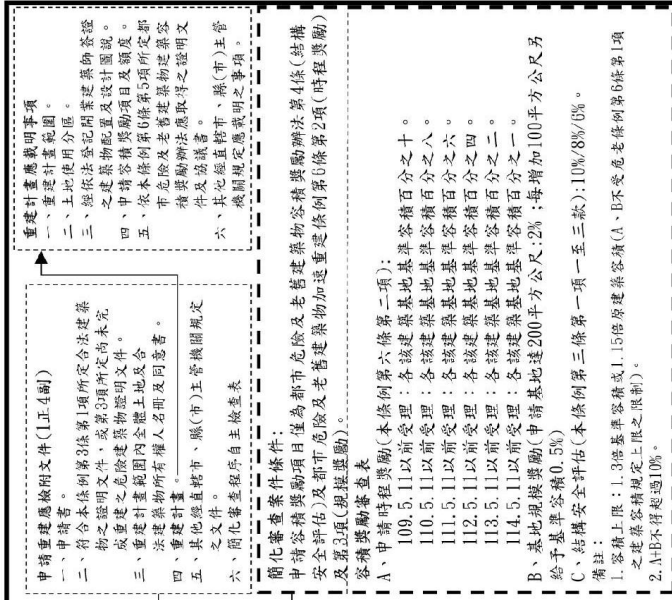 申請重建應檢附文件(1正4副)
一、申請書。
二、符合本條例第3條第1項所定合法建築
物之證明文件、或第3項所定尚未完
成重建之危險建築物證明文件。
三、重建計畫範圍內全體土地及合
法建築物所有權人名冊及同意書。
四、重建計畫。
五、其他經直轄市、縣(市)主管機關規定
之文件。
六、簡化審查程序自主檢查表
重建計畫應載明事項
一、重建計畫範圍。
二、土地使用分區。
三、經依法登記開業建築師簽證
之建築物配置及設計圖說。
四、申請容積獎勵項目及額度。
五、依本條例第6條第5項所定都
市危險及老舊建築物建築容
積獎勵辦法應取得之證明文
件及協議書。
六、其他經直轄市、縣(市)主管
機關規定應載明之事項。
簡化審查案件條件:
申請容積獎勵項目僅為都市危險及老舊建築物容積獎勵辦法第4條(結構
安全評估)及都市危險及老舊建築物加速重建條例第6條第2項(時程獎勵)
及第3項(規模獎勵)。
容積獎勵審查表
A、申請時程獎勵(本條例第六條第二項):
109.5.11以前受理:各該建築基地基準容積百分之十。
110.5.11以前受理:各該建築基地基準容積百分之八。
111.5.11以前受理:各該建築基地基準容積百分之六。
112.5.11以前受理:各該建築基地基準容積百分之四。
113.5.11以前受理:各該建築基地基準容積百分之二。
114.5.11以前受理:各該建築基地基準容積百分之一。
B、基地規模獎勵(申請基地達200平方公尺:2%;每增加100平方公尺另
給予基準容積0.5%)
C、結構安全評估(本條例第三條第一項一至三款):10%/8%/6%。
備註:
1.容積上限:1.3倍基準容積或1.15倍原建築容積(A、B不受危老條例第6條第1項
之建築容積規定上限之限制)。
2.A+B不得超過10%。